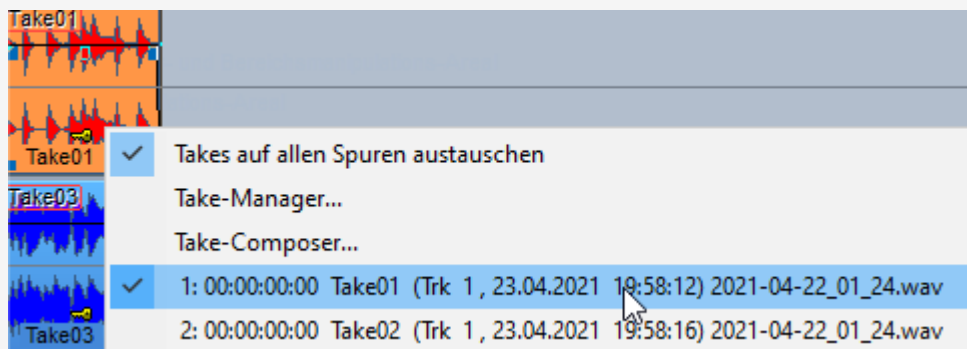 Take01
Take01
Takes auf allen Spuren austauschen
Take03
Take-Manager...
Take-Composer...
1: 00:00:00:00 Take01 (Trk 1 , 23.04.2021 19:58:12) 2021-04-22_01_24.wav
Take03
2: 00:00:00:00 Take02 (Trk 1 , 23.04.2021 19:58:16) 2021-04-22_01_24.wav